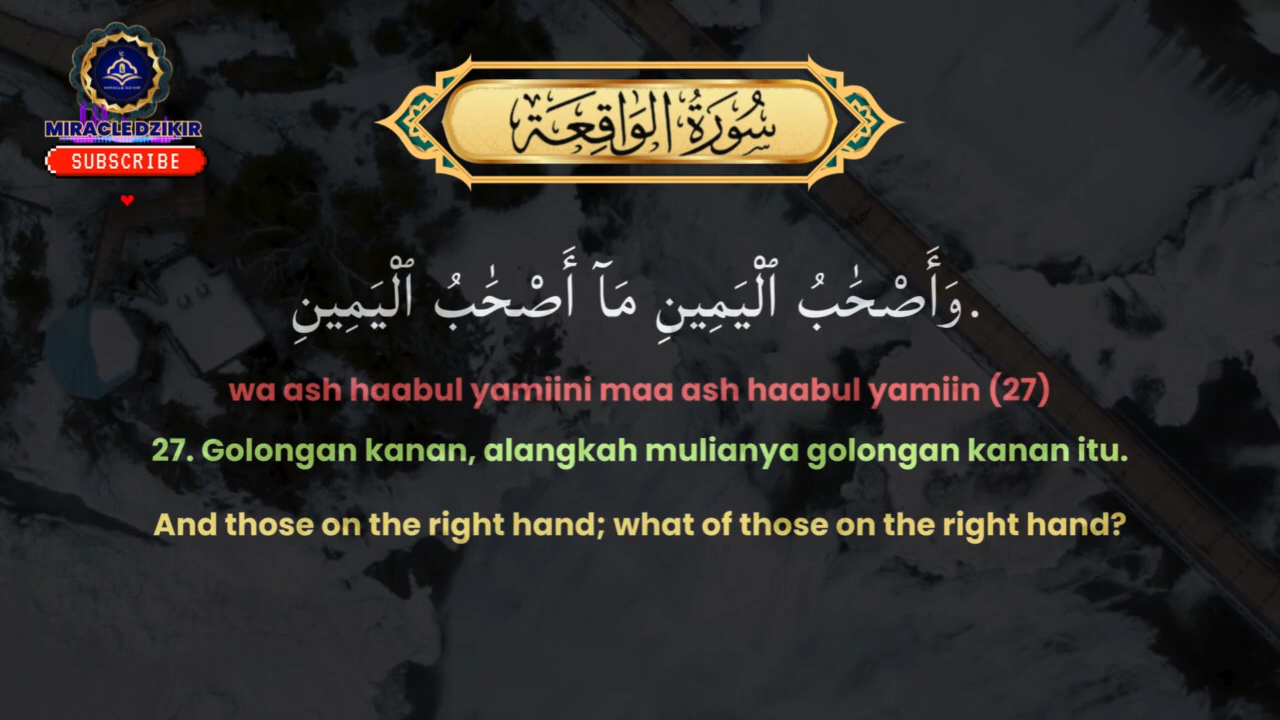 MIRACLE DZIKIR
SUBSCRIBE
سُورَةُ الوَاقِعَة
وَأَصْحَٰبُ ٱلْيَمِينِ مَآ أَصْحَٰبُ ٱلْيَمِينِ.
wa ash haabul yamiini maa ash haabul yamiin (27)
27. Golongan kanan, alangkah mulianya golongan kanan itu.
And those on the right hand; what of those on the right hand?